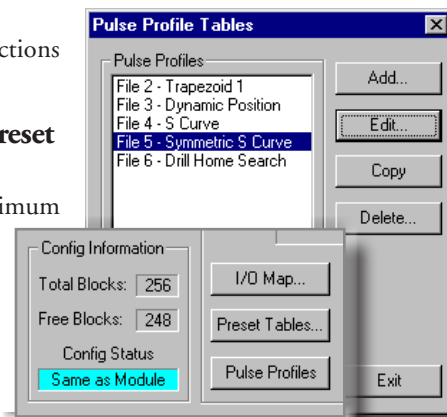 ctions
reset
imum
Pulse Profile Tables
Pulse Profiles
File 2 - Trapezoid 1
File 3 - Dynamic Position
File 4 - S Curve
File 5 - Symmetric S Curve
File 6 - Drill Home Search
Add...
Edit...
Copy
Delete...
Exit
Config Information
Total Blocks: 256
Free Blocks: 248
Config Status
Same as Module
I/O Map...
Preset Tables...
Pulse Profiles